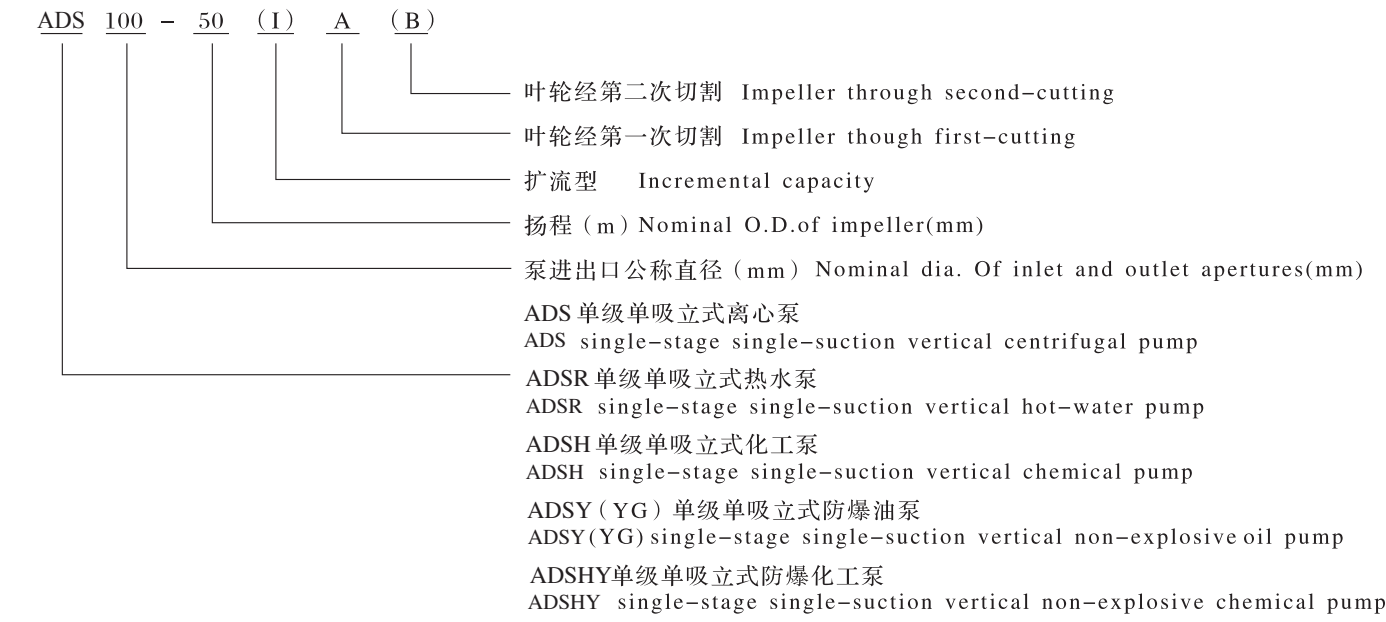 ADS 100 - 50 (I) A (B)
叶轮经第二次切割 Impeller through second-cutting
叶轮经第一次切割 Impeller though first-cutting
扩流型 Incremental capacity
扬程(m) Nominal O.D.of impeller(mm)
泵进出口公称直径(mm) Nominal dia. Of inlet and outlet apertures(mm)
ADS 单级单吸立式离心泵
ADS single-stage single-suction vertical centrifugal pump
ADSR 单级单吸立式热水泵
ADSR single-stage single-suction vertical hot-water pump
ADSH 单级单吸立式化工泵
ADSH single-stage single-suction vertical chemical pump
ADSY(YG)单级单吸立式防爆油泵
ADSY(YG) single-stage single-suction vertical non-explosive oil pump
ADSHY单级单吸立式防爆化工泵
ADSHY single-stage single-suction vertical non-explosive chemical pump